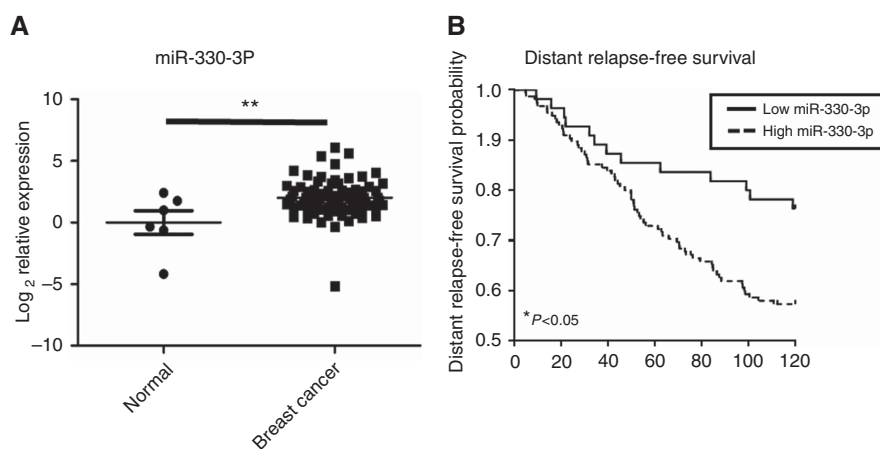 A
miR-330-3P
**
Log2 relative expression
10
5
0
–5
–10
Normal
Breast cancer
B
Distant relapse-free survival
Distant relapse-free survival probability
1.0
1.9
0.8
0.7
0.6
0.5
0
20
40
60
80
100
120
Low miR-330-3p
High miR-330-3p
*P<0.05